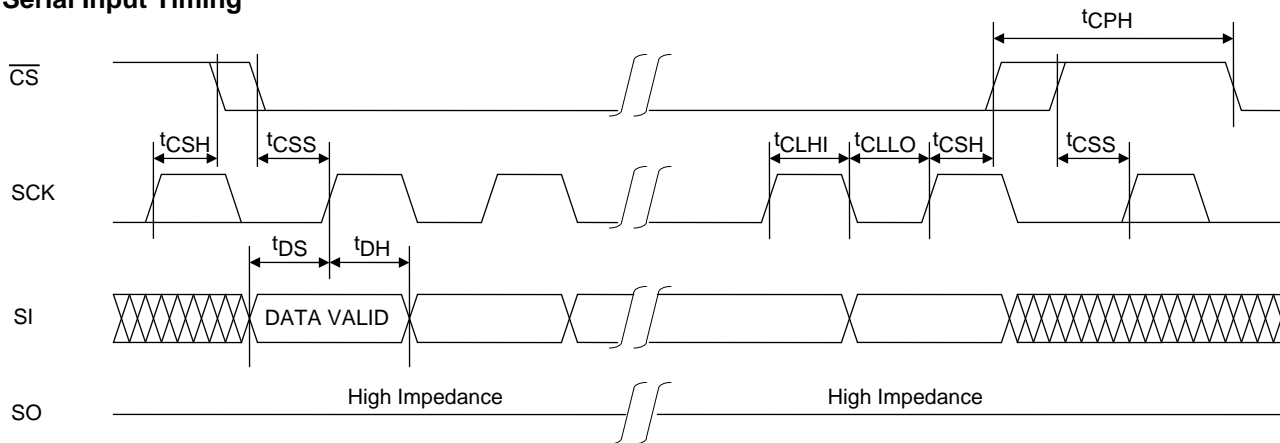 Serial Input Timing
tCPH
CS
tCSH
tCSS
tCLHI
tCLLO
tCSH
tCSS
SCK
tDS
tDH
SI
DATA VALID
High Impedance
High Impedance
SO